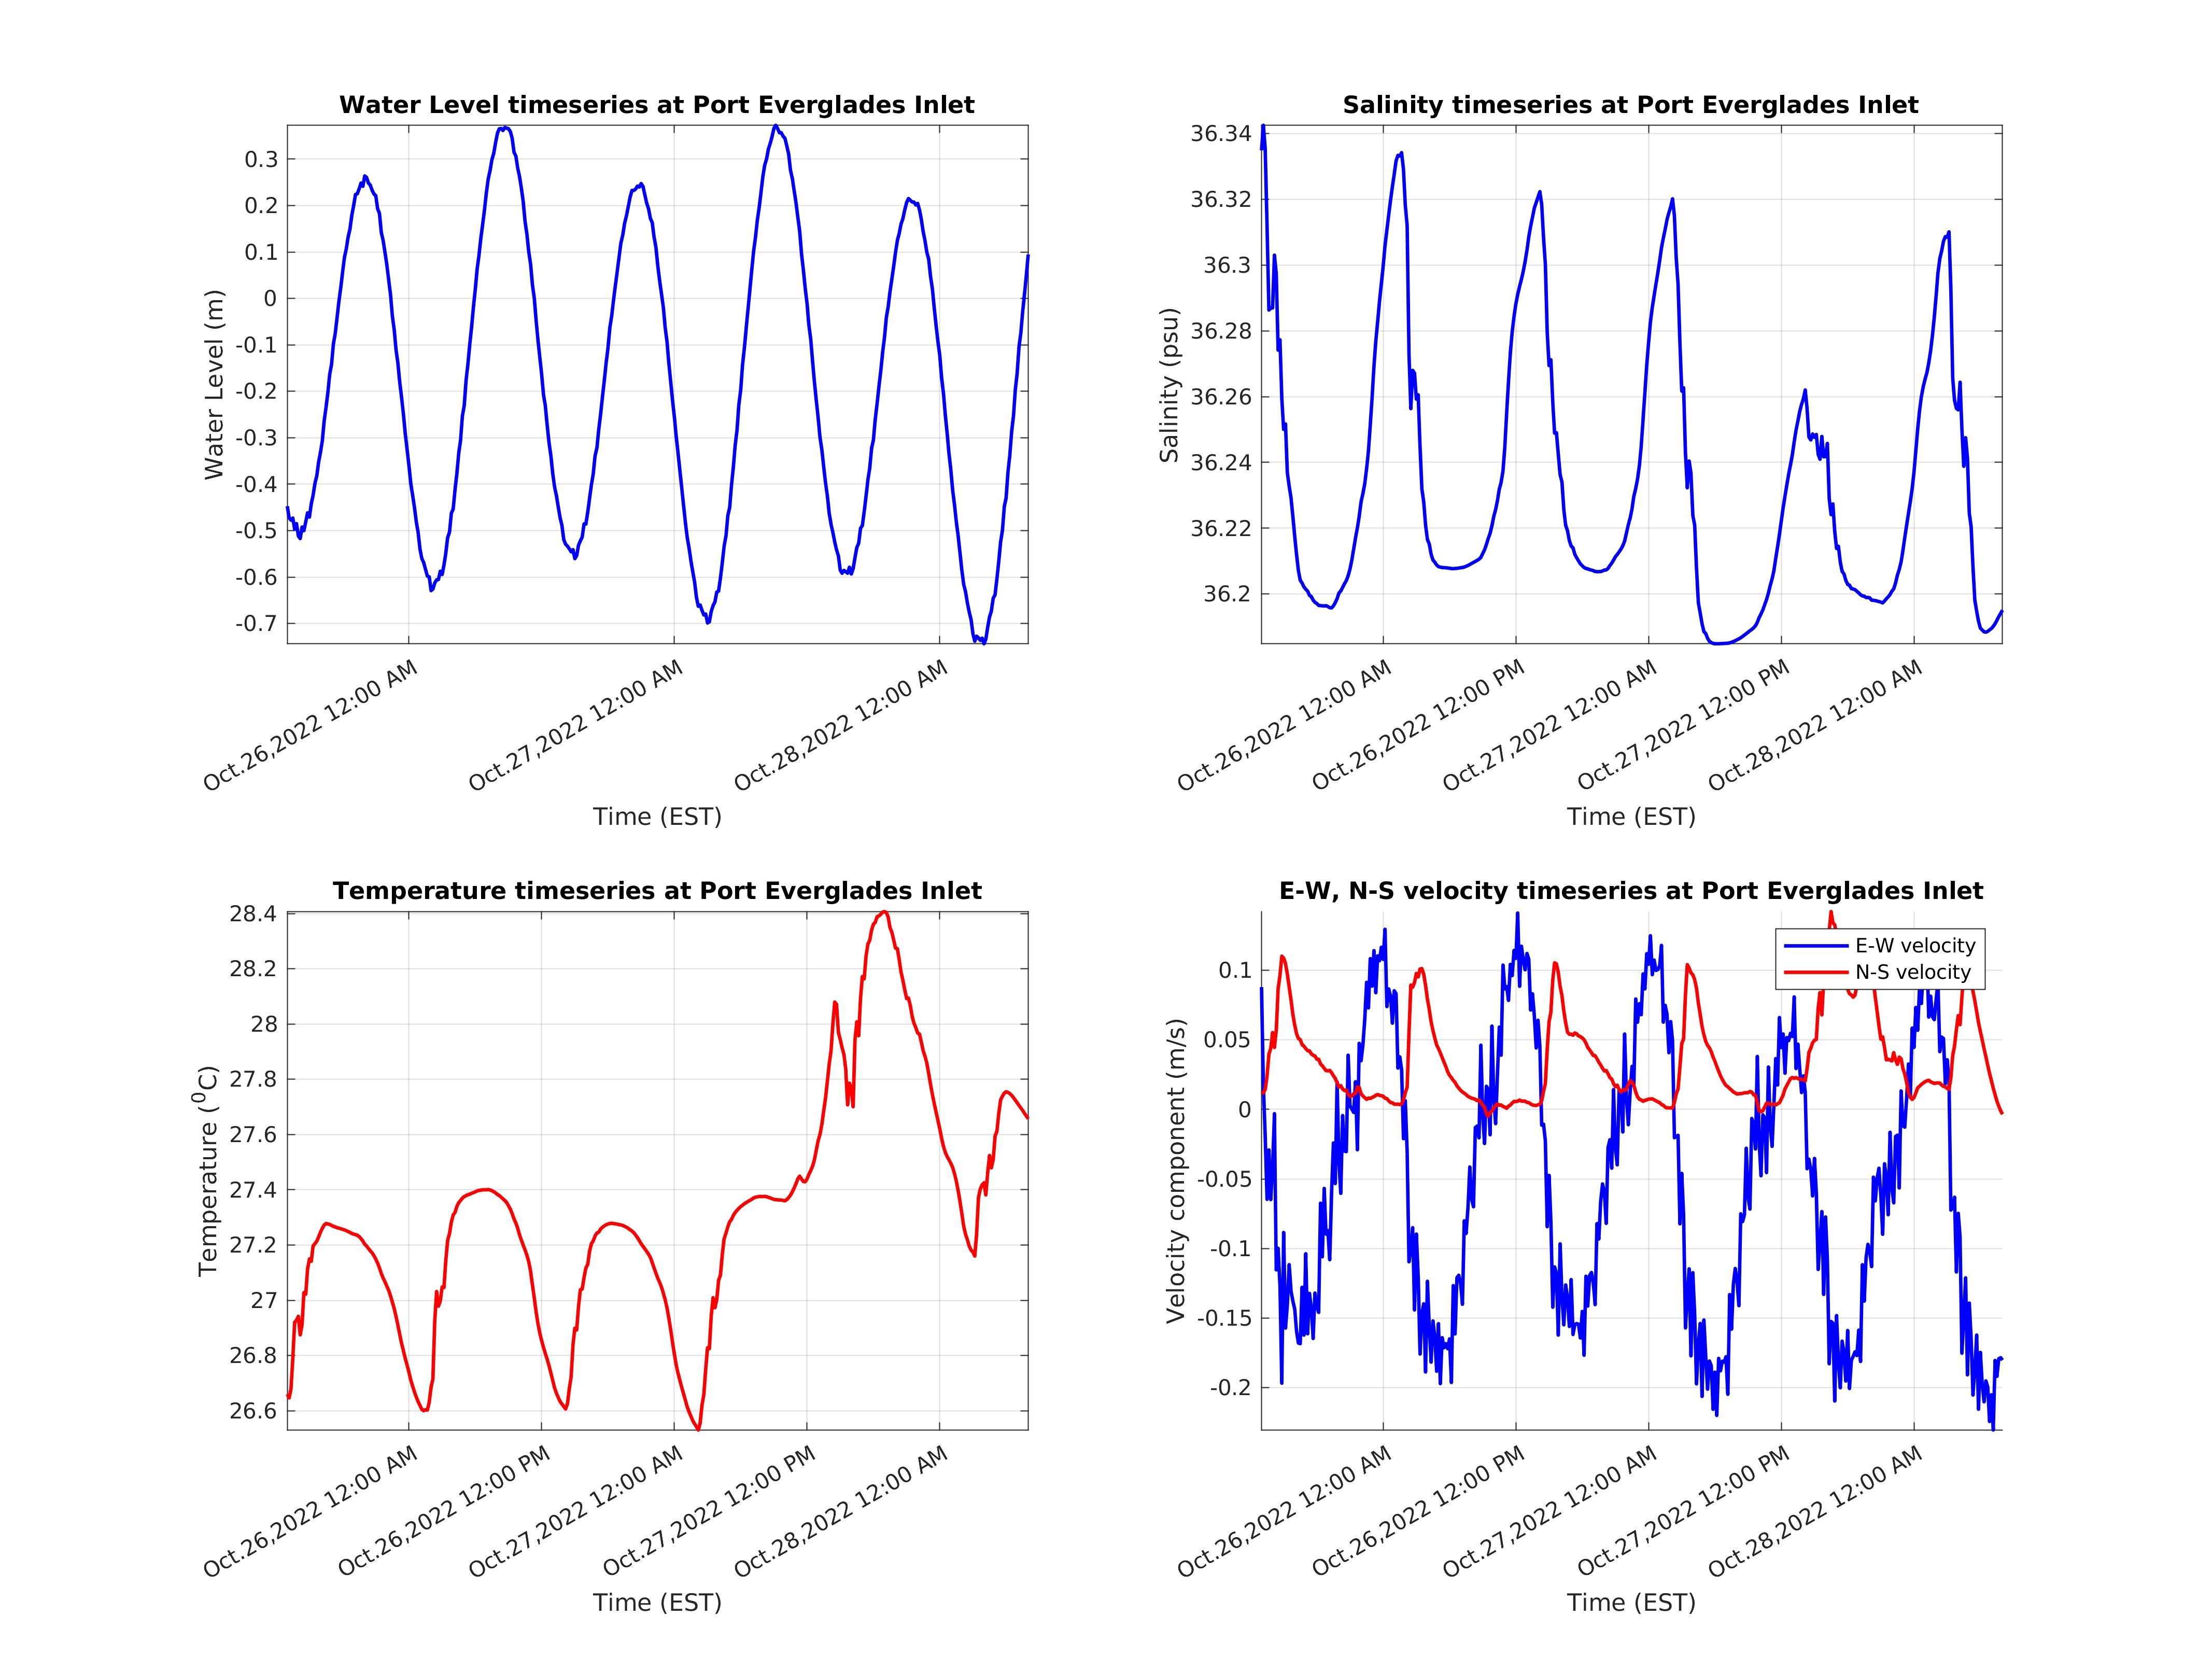 Water Level timeseries at Port Everglades Inlet
Water Level (m)
0.3
0.2
0.1
0
-0.1
-0.2
-0.3
-0.4
-0.5
-0.6
-0.7
Oct.26,2022 12:00 AM
Oct.27,2022 12:00 AM
Oct.28,2022 12:00 AM
Time (EST)
Salinity timeseries at Port Everglades Inlet
Salinity (psu)
36.34
36.32
36.3
36.28
36.26
36.24
36.22
36.2
Oct.26,2022 12:00 AM
Oct.26,2022 12:00 PM
Oct.27,2022 12:00 AM
Oct.27,2022 12:00 PM
Oct.28,2022 12:00 AM
Time (EST)
Temperature timeseries at Port Everglades Inlet
Temperature (⁰C)
28.4
28.2
28
27.8
27.6
27.4
27.2
27
26.8
26.6
Oct.26,2022 12:00 AM
Oct.26,2022 12:00 PM
Oct.27,2022 12:00 AM
Oct.27,2022 12:00 PM
Oct.28,2022 12:00 AM
Time (EST)
E-W, N-S velocity timeseries at Port Everglades Inlet
Velocity component (m/s)
0.1
0.05
0
-0.05
-0.1
-0.15
-0.2
E-W velocity
N-S velocity
Oct.26,2022 12:00 AM
Oct.26,2022 12:00 PM
Oct.27,2022 12:00 AM
Oct.27,2022 12:00 PM
Oct.28,2022 12:00 AM
Time (EST)